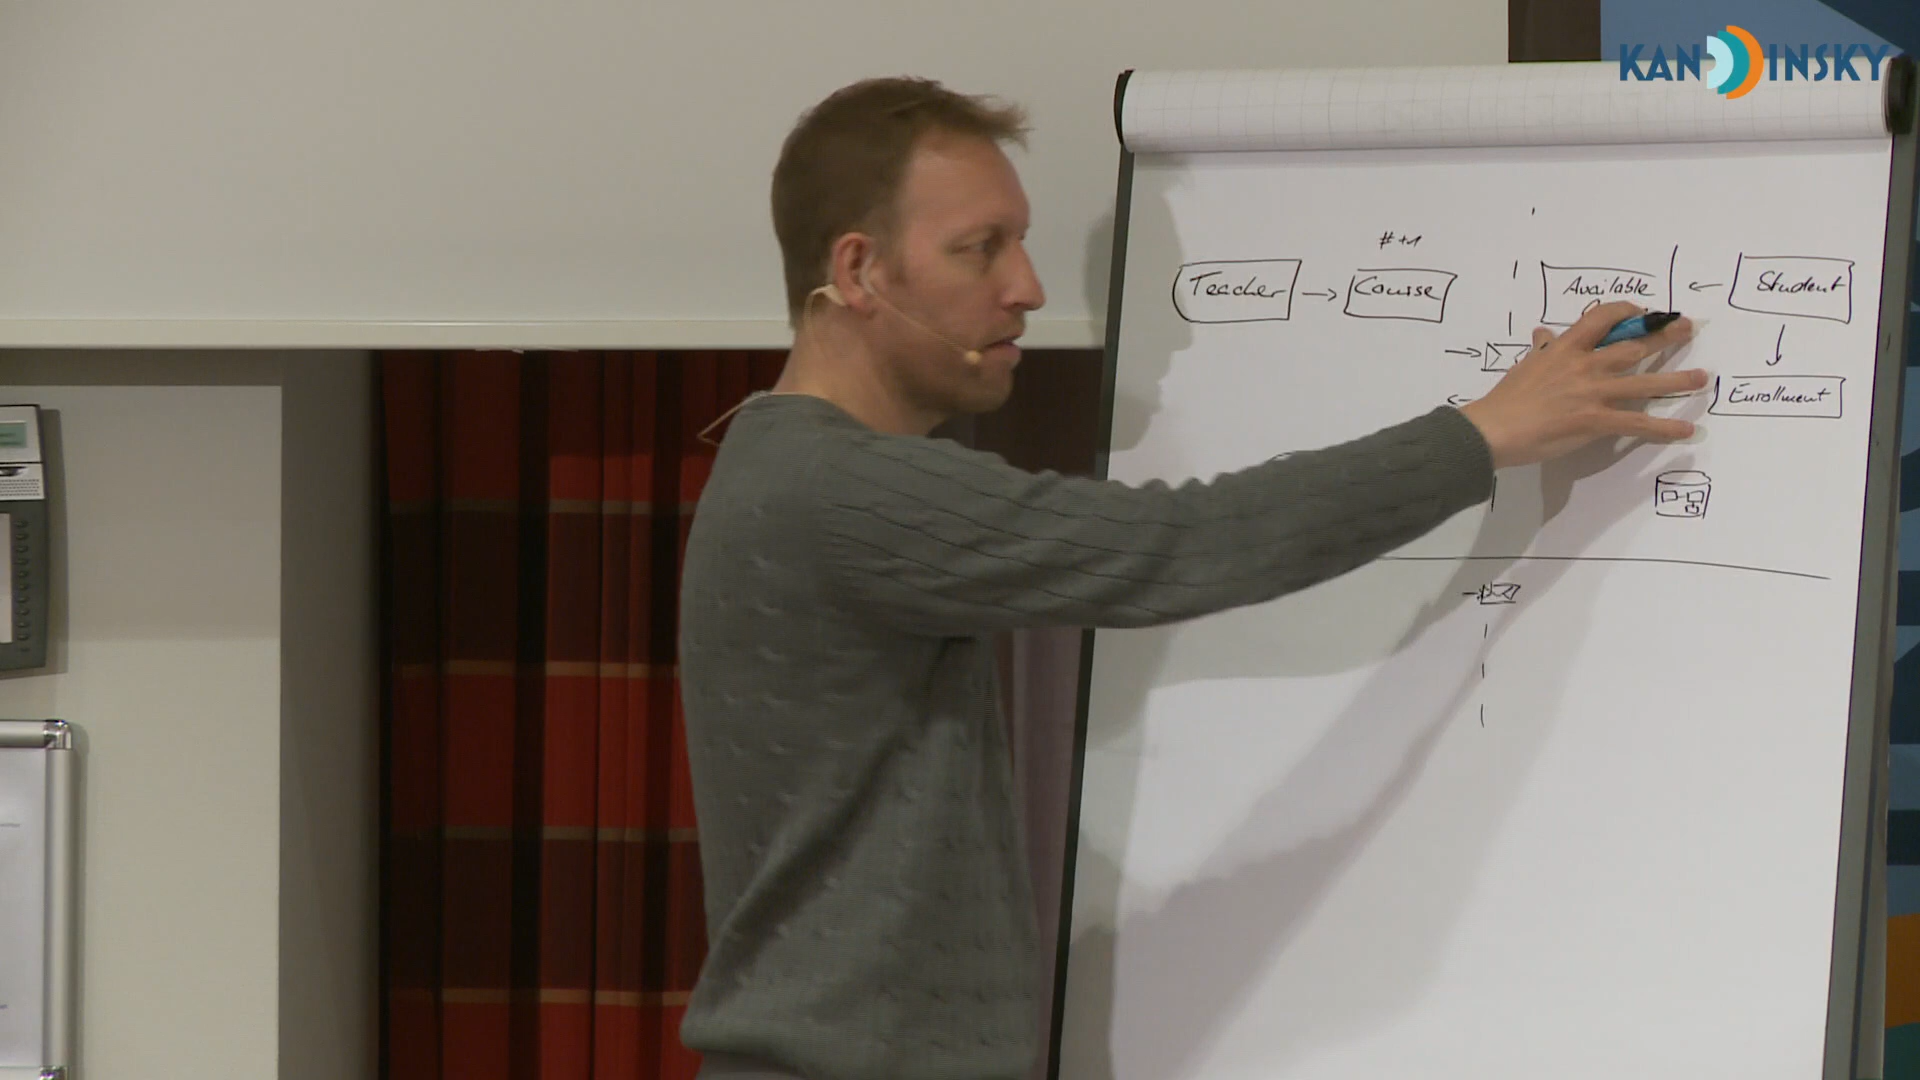 KANDINSKY
# +1
Teacher
Course
Available
Student
Enrollment